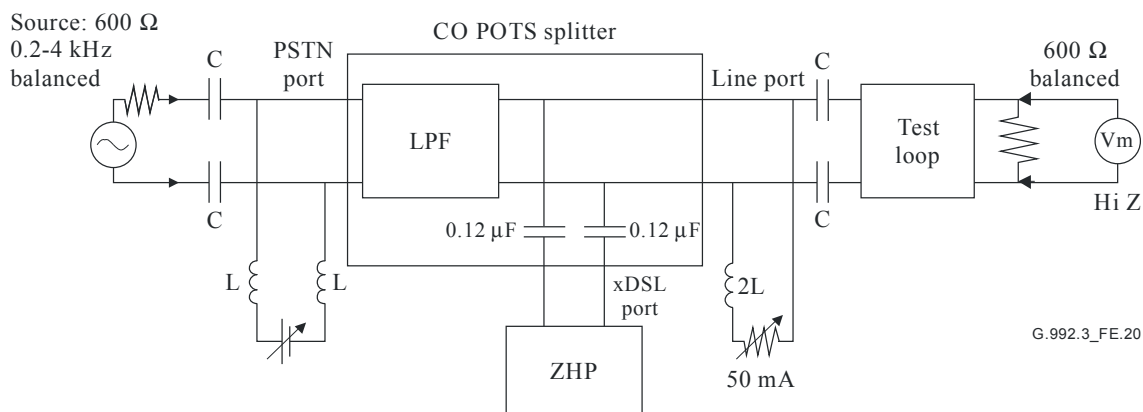 Source: 600 Ω
0.2-4 kHz
balanced
C
PSTN
port
CO POTS splitter
Line port
C
600 Ω
balanced
LPF
Test
loop
Vm
Hi Z
C
C
0.12 µF
0.12 µF
L
L
xDSL
port
2L
ZHP
50 mA
G.992.3_FE.20